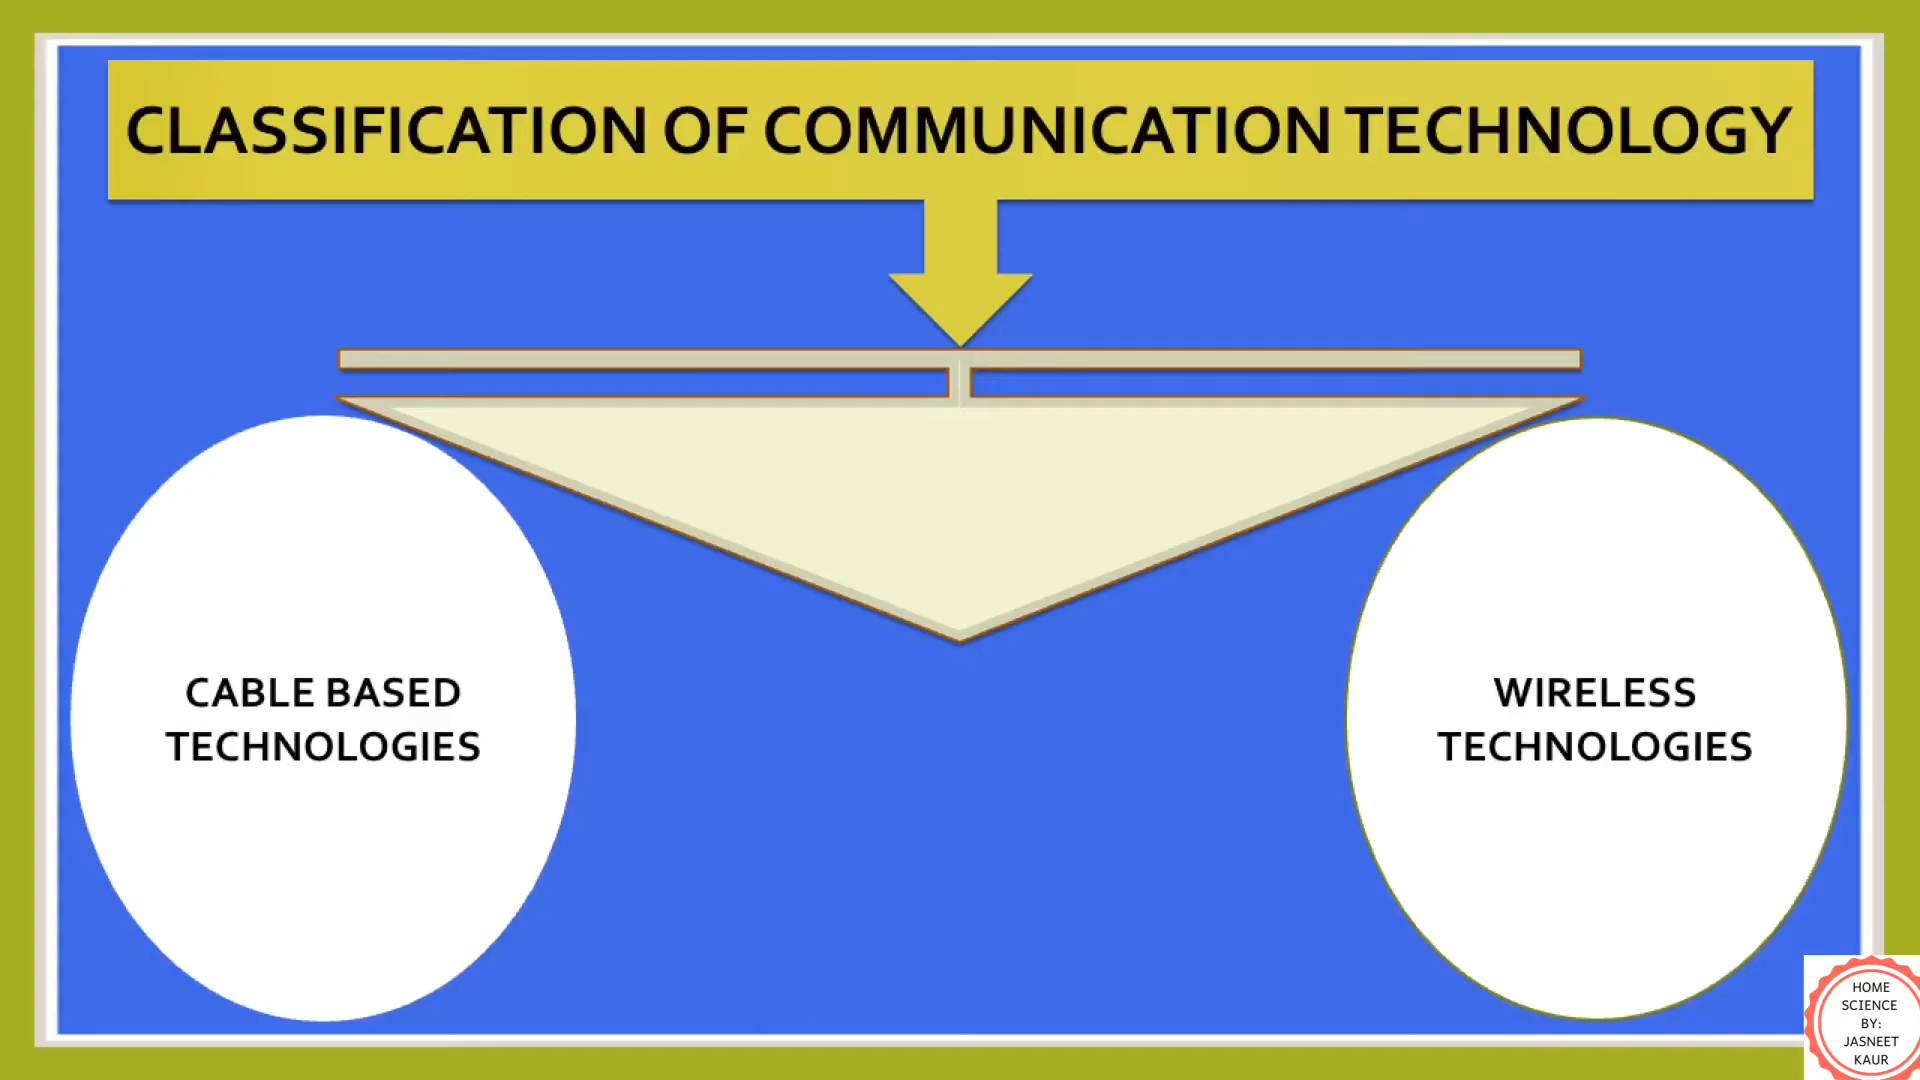 CLASSIFICATION OF COMMUNICATION TECHNOLOGY
CABLE BASED
TECHNOLOGIES
WIRELESS
TECHNOLOGIES
HOME
SCIENCE
BY:
JASNEET
KAUR